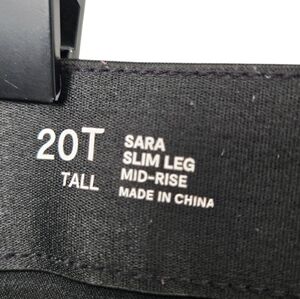 20T
TALL
SARA
SLIM LEG
MID-RISE
MADE IN CHINA